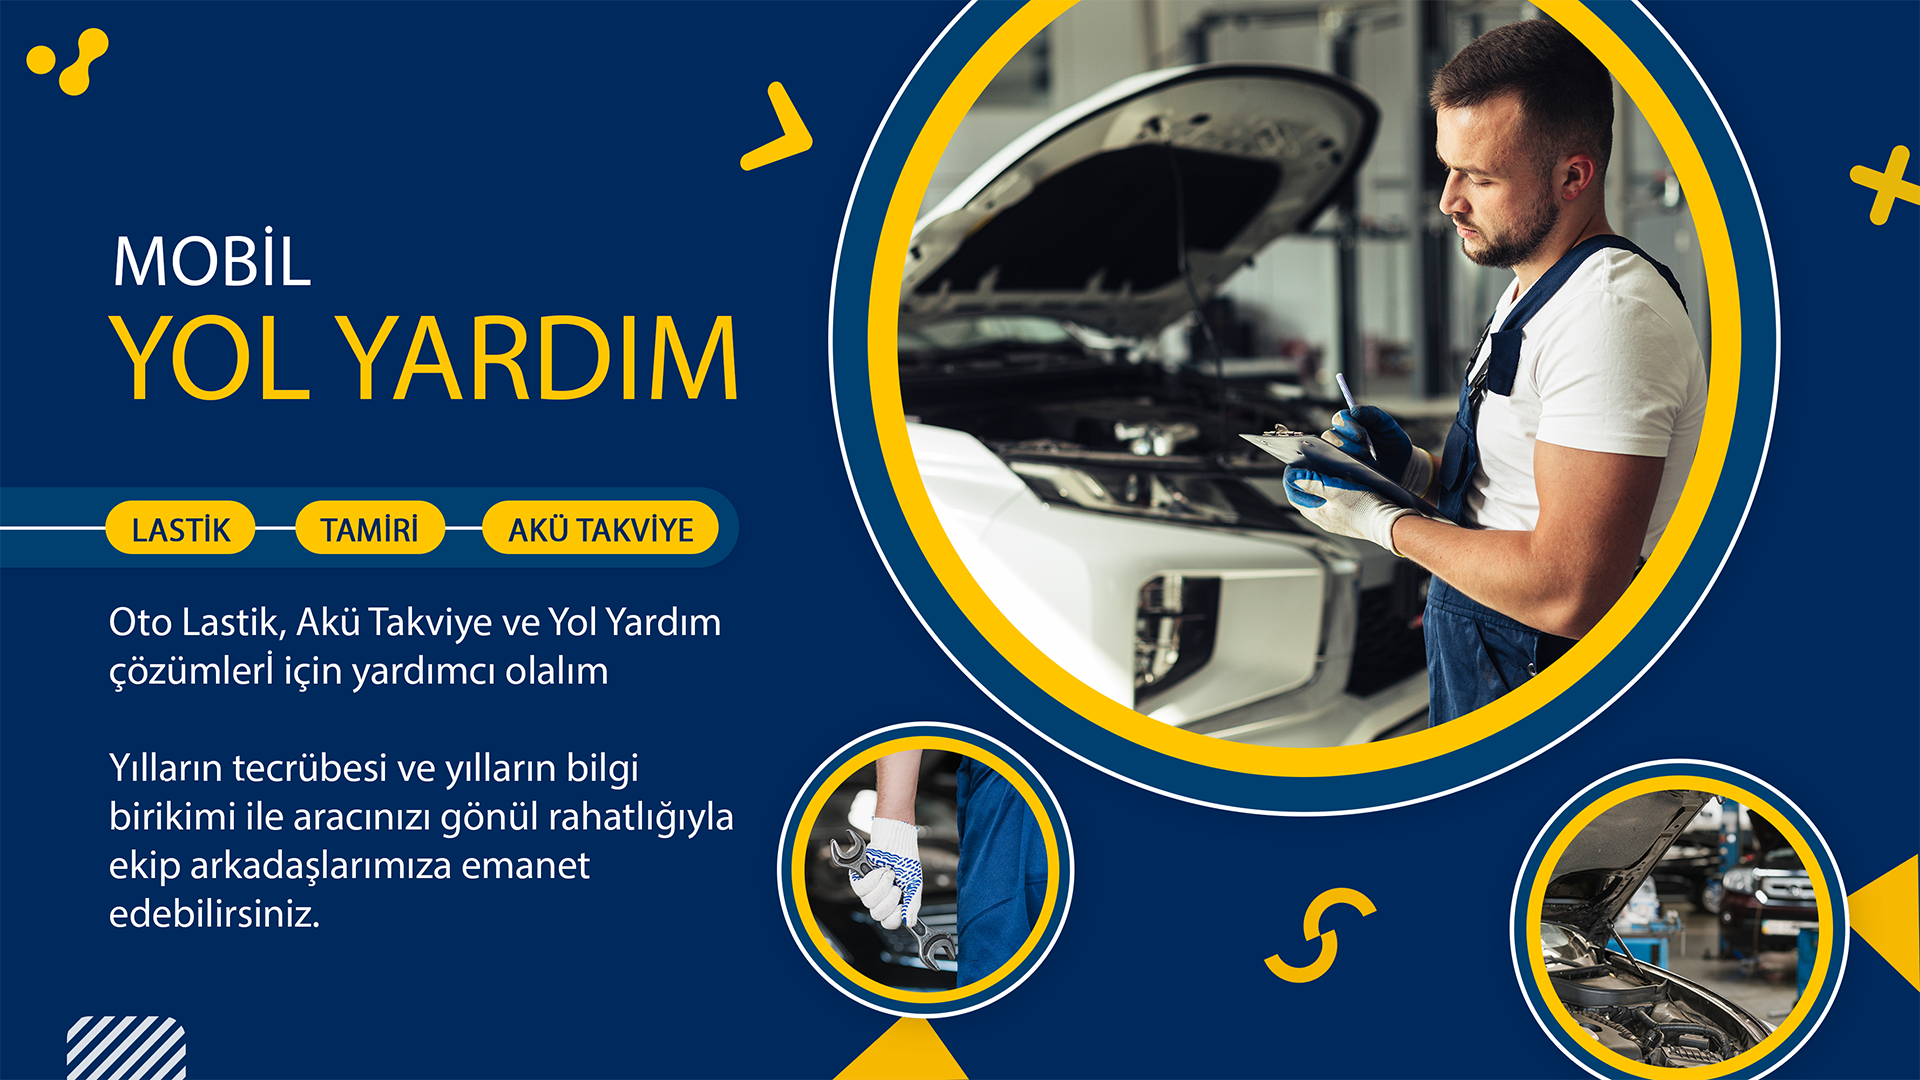 MOBİL
YOL YARDIM
LASTİK TAMİRİ AKÜ TAKVİYE
Oto Lastik, Akü Takviye ve Yol Yardım
çözümlerİ için yardımcı olalım
Yılların tecrübesi ve yılların bilgi
birikimi ile aracınızı gönül rahatlığıyla
ekip arkadaşlarımıza emanet
edebilirsiniz.